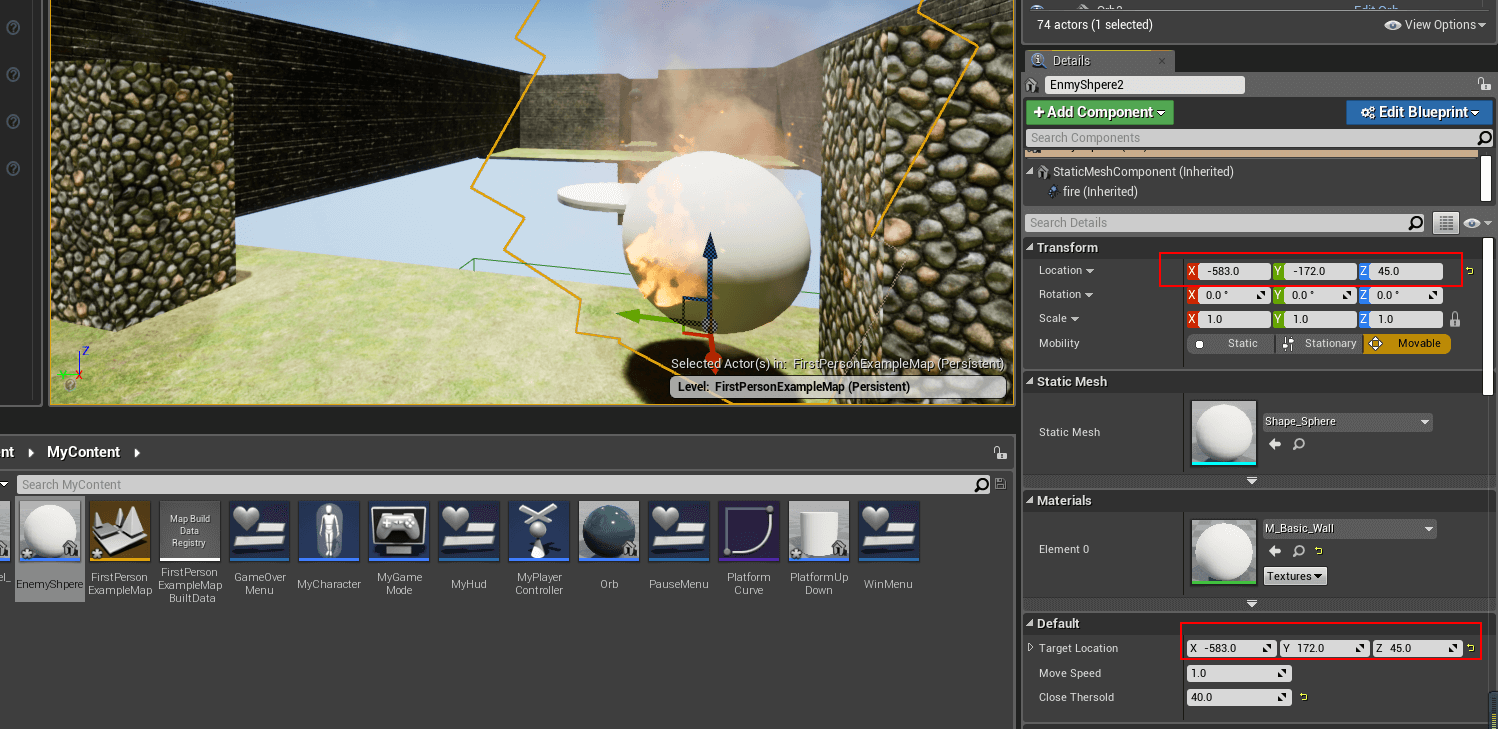 74 actors (1 selected)
View Options
Details
EnmyShpere2
+ Add Component
Edit Blueprint
Search Components
StaticMeshComponent (Inherited)
fire (Inherited)
Search Details
Transform
Location X -583.0 Y -172.0 Z 45.0
Rotation X 0.0 ° Y 0.0 ° Z 0.0 °
Scale X 1.0 Y 1.0 Z 1.0
Mobility Static Stationary Movable
Static Mesh
Static Mesh Shape_Sphere
Materials
Element 0 M_Basic_Wall
Textures
Default
Target Location X -583.0 Y 172.0 Z 45.0
Move Speed 1.0
Close Thersold 40.0
Z
Selected Actor(s) in: FirstPersonExampleMap (Persistent)
Level: FirstPersonExampleMap (Persistent)
nt MyContent
Search MyContent
EnemyShpere
FirstPerson
ExampleMap
Map Build
Data
Registry
FirstPerson
ExampleMap
BuiltData
GameOver
Menu
MyCharacter
MyGame
Mode
MyHud
MyPlayer
Controller
Orb
PauseMenu
Platform
Curve
PlatformUp
Down
WinMenu